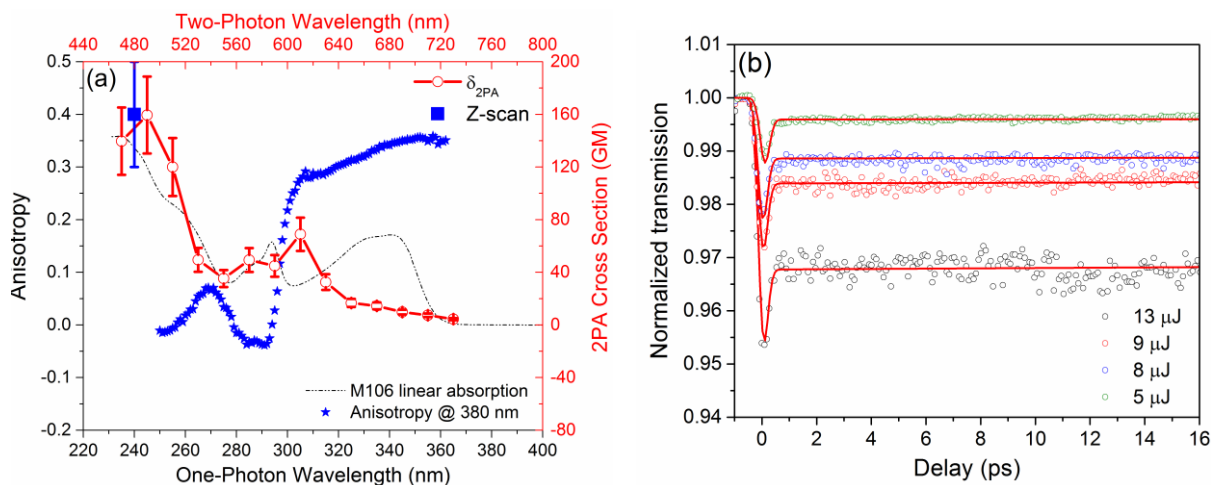 Two-Photon Wavelength (nm)
440 480 520 560 600 640 680 720 760 800
(a)
δ2PA
Z-scan
0.5
0.4
0.3
0.2
0.1
0.0
-0.1
-0.2
Anisotropy
200
160
120
80
40
0
-40
-80
2PA Cross Section (GM)
M106 linear absorption
Anisotropy @ 380 nm
220 240 260 280 300 320 340 360 380 400
One-Photon Wavelength (nm)
(b)
1.01
1.00
0.99
0.98
0.97
0.96
0.95
0.94
Normalized transmission
13 μJ
9 μJ
8 μJ
5 μJ
0 2 4 6 8 10 12 14 16
Delay (ps)